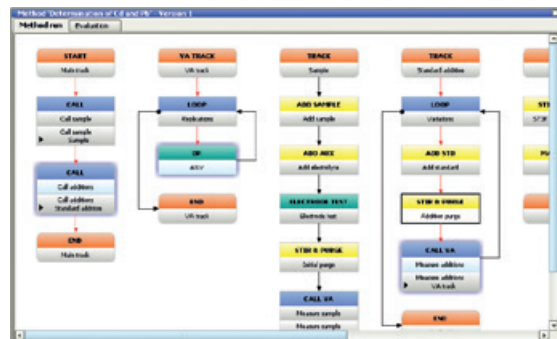 Method 'Determination of Cd and Pb' - Version 1
Method run
Evaluation
START
Main track
CALL
Call sample
Call sample
Sample
CALL
Call additions
Call additions
Standard addition
END
Main track
VA TRACK
VA track
LOOP
Replications
DP
END
VA track
TRACK
Sample
ADD SAMPLE
Add sample
ADD AUX
Add electrolyte
ELECTRODE TEST
Electrode test
STIR & PURGE
Initial purge
CALL VA
Measure sample
Measure sample
TRACK
Standard addition
LOOP
Variations
ADD STD
Add standard
STIR & PURGE
Addition purge
CALL VA
Measure additions
Measure additions
VA track
END